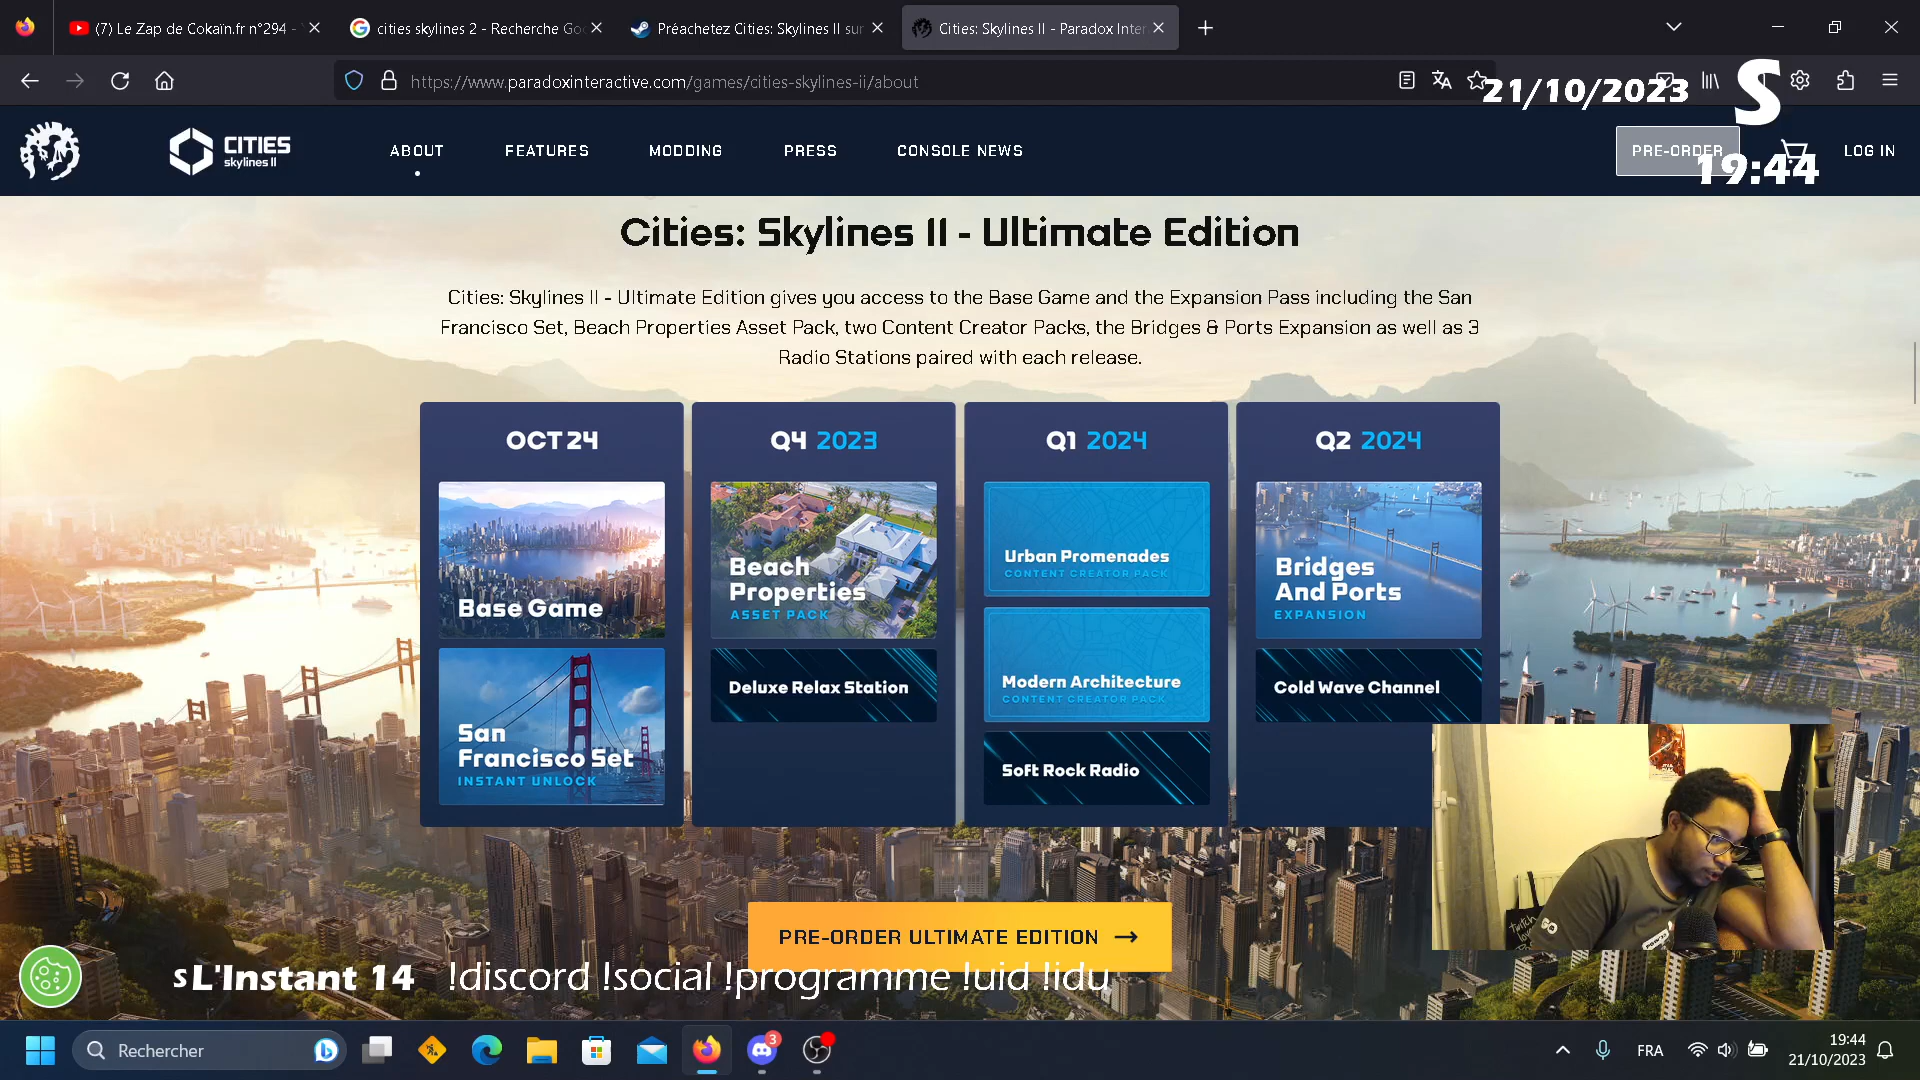 (7) Le Zap de Cokaïn.fr n°294 -
cities skylines 2 - Recherche Goo
Préachetez Cities: Skylines II sur
Cities: Skylines II - Paradox Inter
https://www.paradoxinteractive.com/games/cities-skylines-ii/about
21/10/2023
S
CITIES
skylines II
ABOUT
FEATURES
MODDING
PRESS
CONSOLE NEWS
PRE-ORDER
LOG IN
19:44
Cities: Skylines II - Ultimate Edition
Cities: Skylines II - Ultimate Edition gives you access to the Base Game and the Expansion Pass including the San
Francisco Set, Beach Properties Asset Pack, two Content Creator Packs, the Bridges & Ports Expansion as well as 3
Radio Stations paired with each release.
OCT 24
Base Game
San
Francisco Set
INSTANT UNLOCK
Q4 2023
Beach
Properties
ASSET PACK
Deluxe Relax Station
Q1 2024
Urban Promenades
CONTENT CREATOR PACK
Modern Architecture
CONTENT CREATOR PACK
Soft Rock Radio
Q2 2024
Bridges
And Ports
EXPANSION
Cold Wave Channel
PRE-ORDER ULTIMATE EDITION →
s L'Instant 14 !discord !social !programme !uid !idu
Rechercher
3
FRA
19:44
21/10/2023